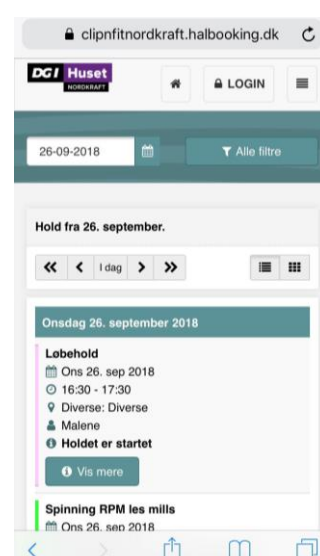 clipnfitnordkraft.halbooking.dk
DGI Huset
NORDKRAFT
LOGIN
26-09-2018
Alle filtre
Hold fra 26. september.
I dag
Onsdag 26. september 2018
Løbehold
Ons 26. sep 2018
16:30 - 17:30
Diverse: Diverse
Malene
Holdet er startet
Vis mere
Spinning RPM les mills
Ons 26. sep 2018